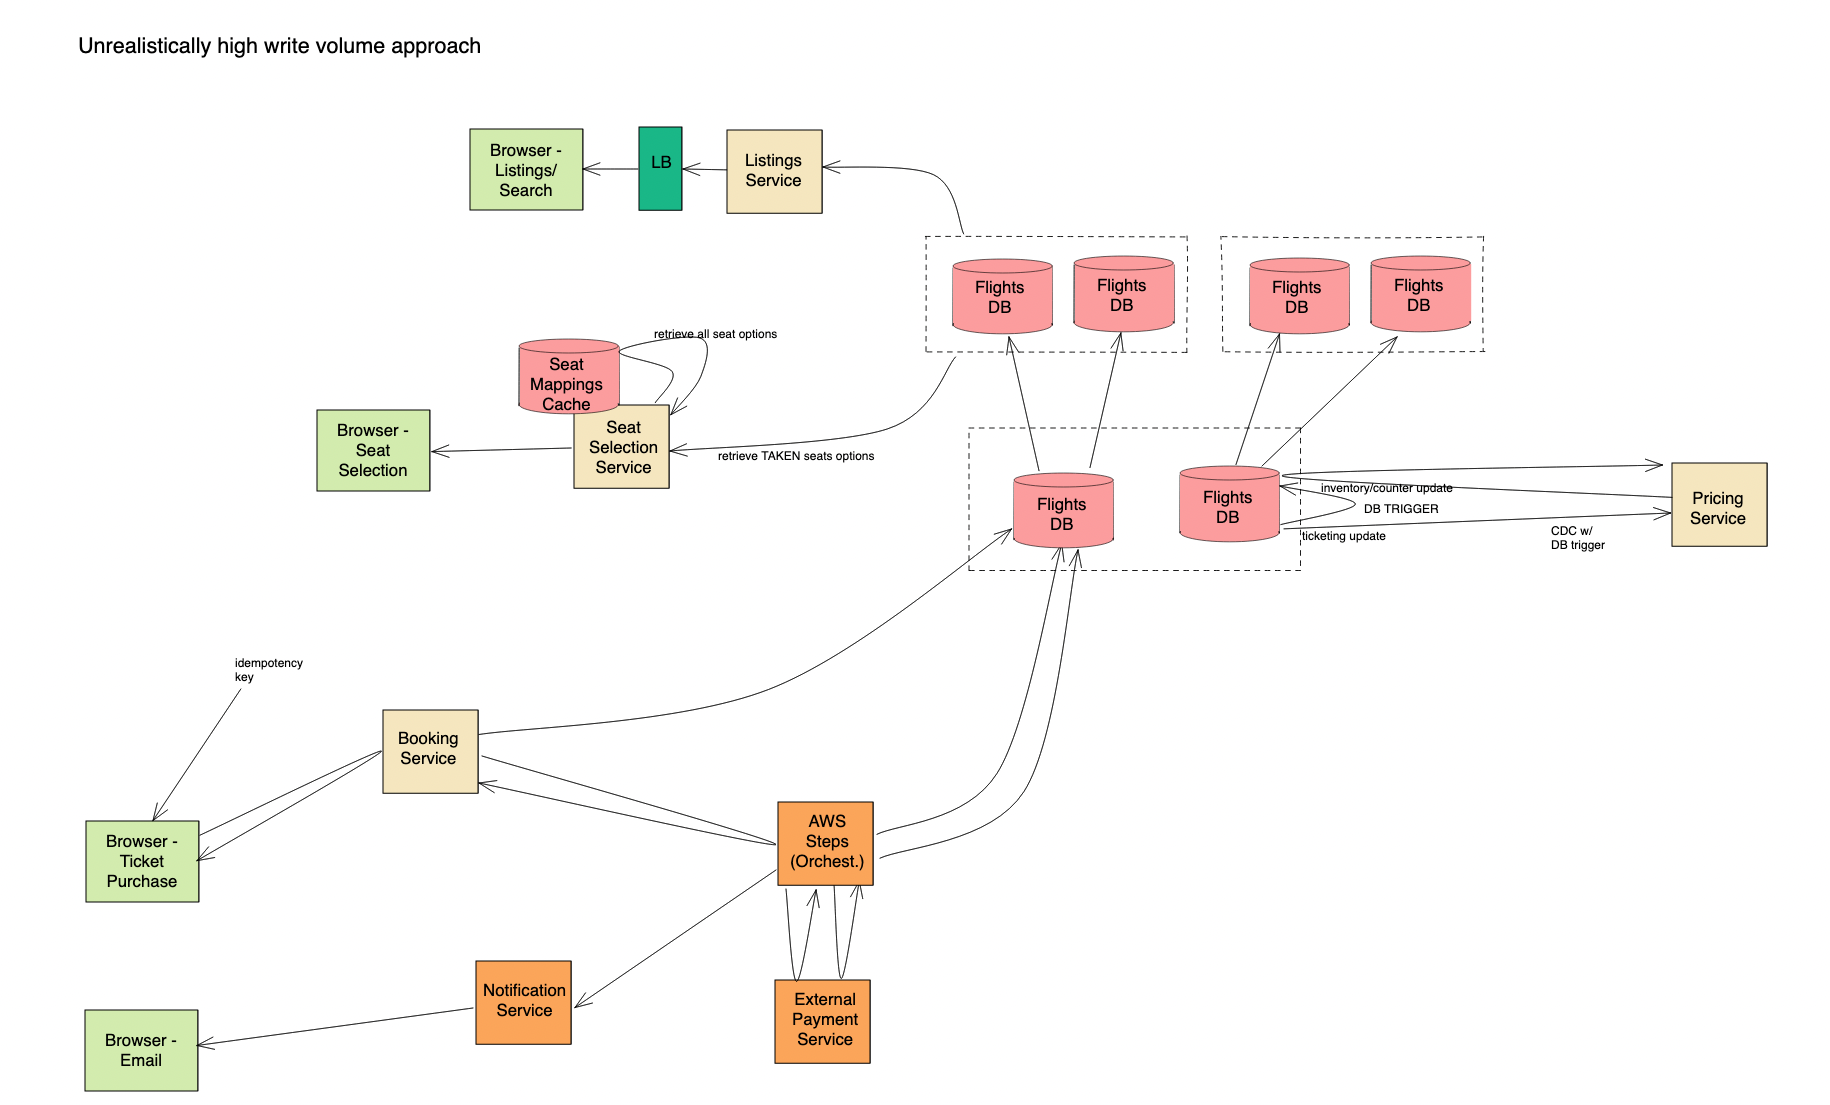 Unrealistically high write volume approach
Browser -
Listings/
Search
LB
Listings
Service
Flights
DB
Flights
DB
Flights
DB
Flights
DB
retrieve all seat options
Seat
Mappings
Cache
Browser -
Seat
Selection
Seat
Selection
Service
retrieve TAKEN seats options
Flights
DB
Flights
DB
inventory/counter update
DB TRIGGER
ticketing update
CDC w/
DB trigger
Pricing
Service
idempotency
key
Booking
Service
Browser -
Ticket
Purchase
AWS
Steps
(Orchest.)
Notification
Service
External
Payment
Service
Browser -
Email